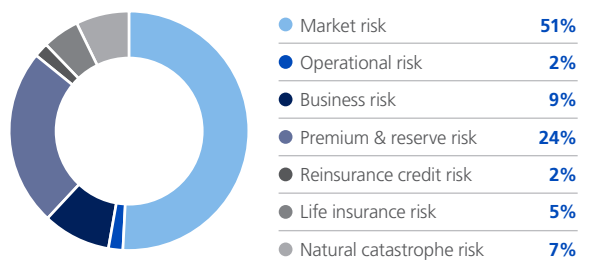 Market risk 51%
Operational risk 2%
Business risk 9%
Premium & reserve risk 24%
Reinsurance credit risk 2%
Life insurance risk 5%
Natural catastrophe risk 7%